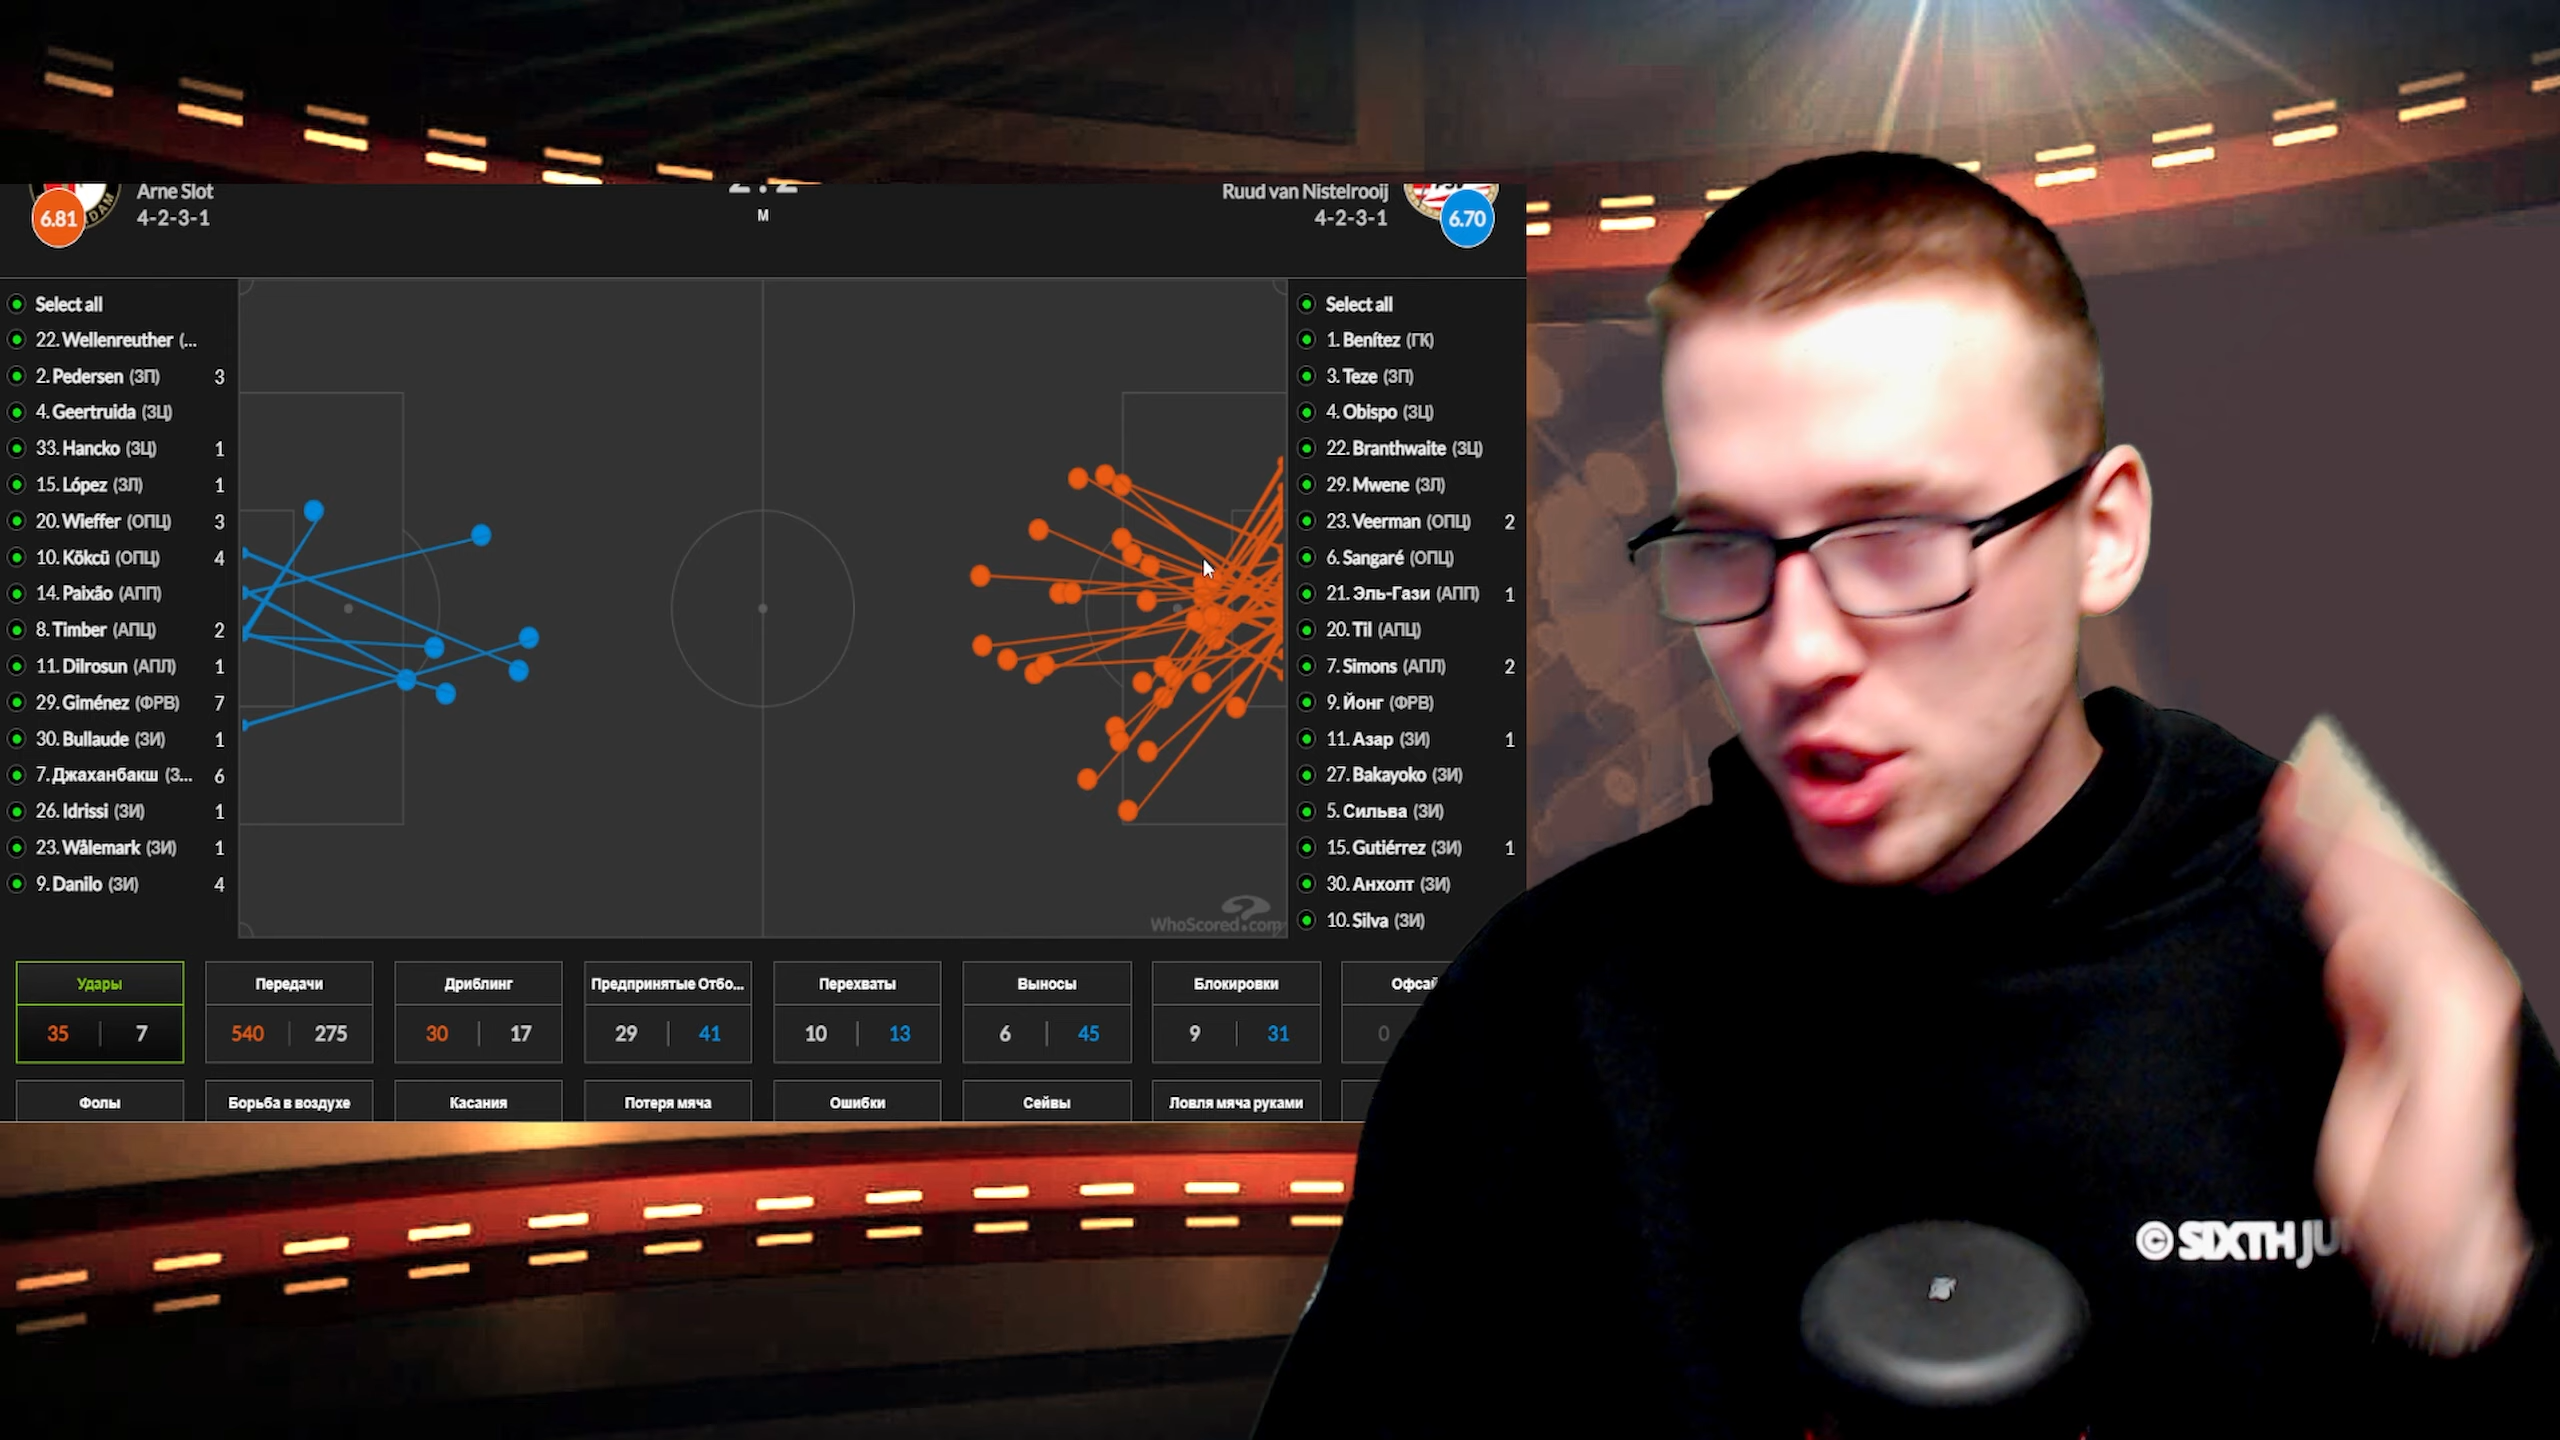 6.81
Arne Slot
4-2-3-1
2 : 2
М
Ruud van Nistelrooij
4-2-3-1
6.70
Select all
22. Wellenreuther (...
2. Pedersen (ЗП) 3
4. Geertruida (ЗЦ)
33. Hancko (ЗЦ) 1
15. López (ЗЛ) 1
20. Wieffer (ОПЦ) 3
10. Kökcü (ОПЦ) 4
14. Paixão (АПП)
8. Timber (АПЦ) 2
11. Dilrosun (АПЛ) 1
29. Giménez (ФРВ) 7
30. Bullaude (ЗИ) 1
7. Джаханбакш (З... 6
26. Idrissi (ЗИ) 1
23. Wålemark (ЗИ) 1
9. Danilo (ЗИ) 4
WhoScored.com
Select all
1. Benítez (ГК)
3. Teze (ЗП)
4. Obispo (ЗЦ)
22. Branthwaite (ЗЦ)
29. Mwene (ЗЛ)
23. Veerman (ОПЦ) 2
6. Sangaré (ОПЦ)
21. Эль-Гази (АПП) 1
20. Til (АПЦ)
7. Simons (АПЛ) 2
9. Йонг (ФРВ)
11. Азар (ЗИ) 1
27. Bakayoko (ЗИ)
5. Сильва (ЗИ)
15. Gutiérrez (ЗИ) 1
30. Анхолт (ЗИ)
10. Silva (ЗИ)
Удары Передачи Дриблинг Предпринятые Отбо... Перехваты Выносы Блокировки Офсай
35 | 7 540 | 275 30 | 17 29 | 41 10 | 13 6 | 45 9 | 31 0
Фолы Борьба в воздухе Касания Потеря мяча Ошибки Сейвы Ловля мяча руками
© SIXTH JU